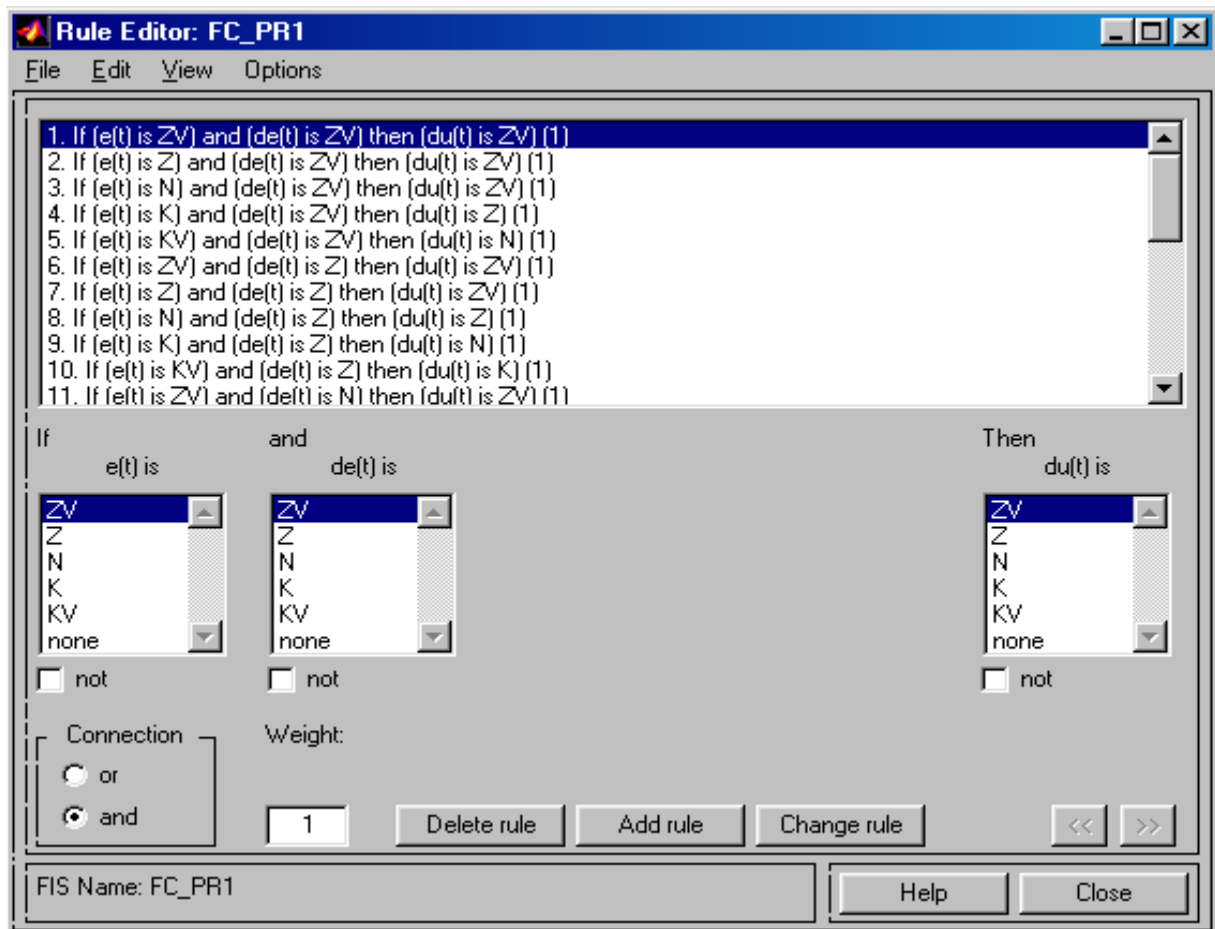 Rule Editor: FC_PR1
File Edit View Options
1. If (e(t) is ZV) and (de(t) is ZV) then (du(t) is ZV) (1)
2. If (e(t) is Z) and (de(t) is ZV) then (du(t) is ZV) (1)
3. If (e(t) is N) and (de(t) is ZV) then (du(t) is ZV) (1)
4. If (e(t) is K) and (de(t) is ZV) then (du(t) is Z) (1)
5. If (e(t) is KV) and (de(t) is ZV) then (du(t) is N) (1)
6. If (e(t) is ZV) and (de(t) is Z) then (du(t) is ZV) (1)
7. If (e(t) is Z) and (de(t) is Z) then (du(t) is ZV) (1)
8. If (e(t) is N) and (de(t) is Z) then (du(t) is Z) (1)
9. If (e(t) is K) and (de(t) is Z) then (du(t) is N) (1)
10. If (e(t) is KV) and (de(t) is Z) then (du(t) is K) (1)
11. If (e(t) is ZV) and (de(t) is N) then (du(t) is ZV) (1)
If and Then
e(t) is de(t) is du(t) is
ZV ZV ZV
Z Z Z
N N N
K K K
KV KV KV
none none none
not not not
Connection Weight:
or
and 1 Delete rule Add rule Change rule << >>
FIS Name: FC_PR1 Help Close